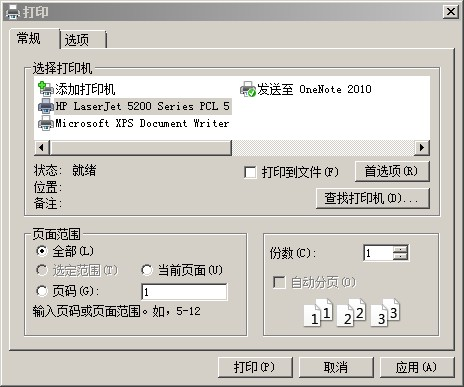 打印
常规 选项
选择打印机
添加打印机 发送至 OneNote 2010
HP LaserJet 5200 Series PCL 5
Microsoft XPS Document Writer
状态: 就绪 打印到文件(F) 首选项(R)
位置:
备注: 查找打印机(D)...
页面范围
全部(L) 份数(C): 1
选定范围(T) 当前页面(U) 自动分页(O)
页码(G): 1
输入页码或页面范围。如, 5-12
1 1 2 2 3 3
打印(P) 取消 应用(A)